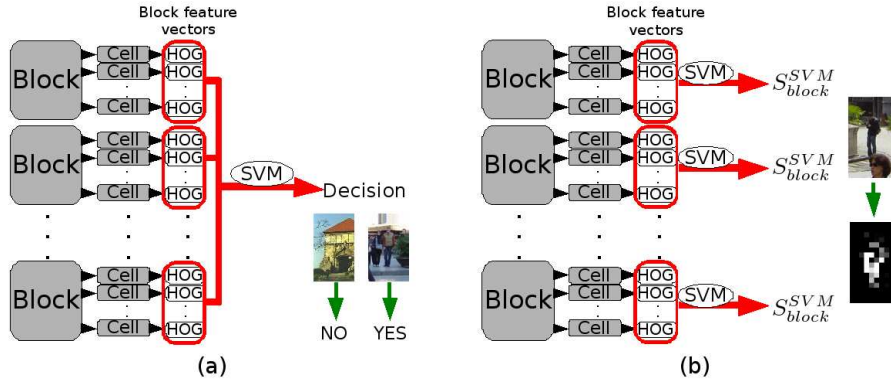 Block feature
vectors
Block
Cell
HOG
Cell
HOG
Cell
HOG
Block
Cell
HOG
Cell
HOG
Cell
HOG
SVM
Decision
Block
Cell
HOG
Cell
HOG
Cell
HOG
NO
YES
(a)
Block feature
vectors
Block
Cell
HOG
Cell
HOG
Cell
HOG
SVM
S_{block}^{SVM}
Block
Cell
HOG
Cell
HOG
Cell
HOG
SVM
S_{block}^{SVM}
Block
Cell
HOG
Cell
HOG
Cell
HOG
SVM
S_{block}^{SVM}
(b)